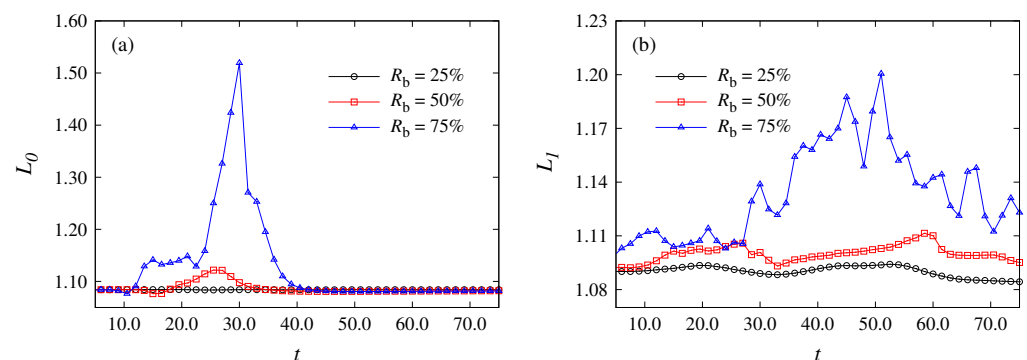 (a)
1.60
1.50
1.40
1.30
1.20
1.10
L0
R_b = 25%
R_b = 50%
R_b = 75%
10.0 20.0 30.0 40.0 50.0 60.0 70.0
t
(b)
1.23
1.20
1.17
1.14
1.11
1.08
L1
R_b = 25%
R_b = 50%
R_b = 75%
10.0 20.0 30.0 40.0 50.0 60.0 70.0
t